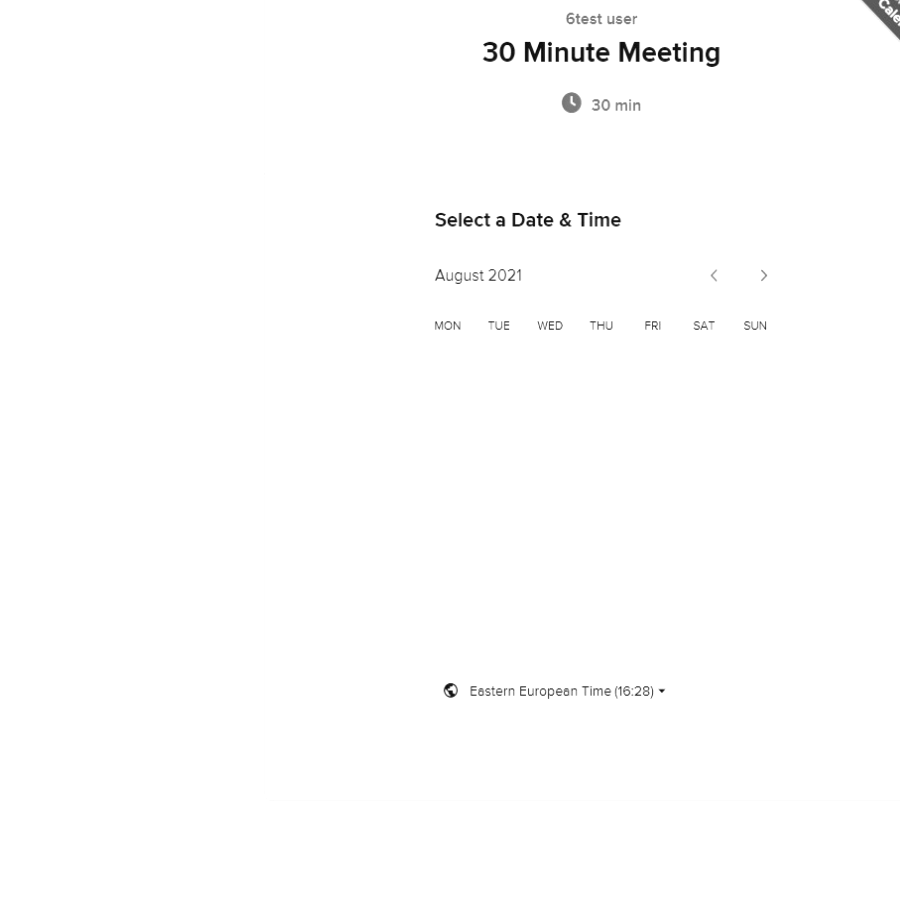 6test user
30 Minute Meeting
30 min
Select a Date & Time
August 2021
MON TUE WED THU FRI SAT SUN
Eastern European Time (16:28)